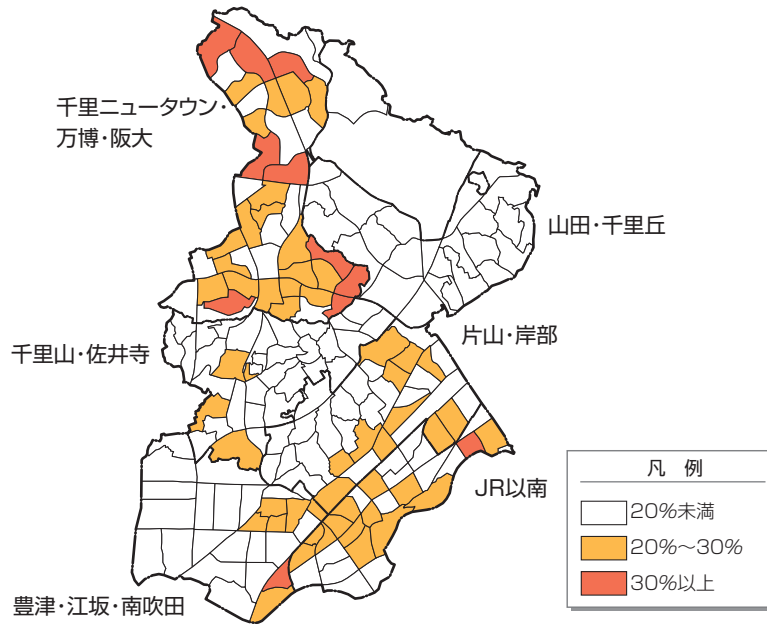 千里ニュータウン・
万博・阪大
山田・千里丘
千里山・佐井寺
片山・岸部
JR以南
豊津・江坂・南吹田
凡 例
20%未満
20%～30%
30%以上